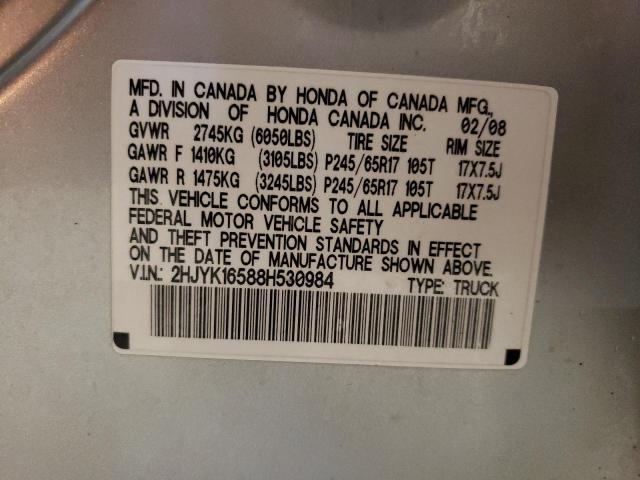 MFD. IN CANADA BY HONDA OF CANADA MFG.,
A DIVISION OF HONDA CANADA INC. 02/08
GVWR 2745KG (6050LBS) TIRE SIZE RIM SIZE
GAWR F 1410KG (3105LBS) P245/65R17 105T 17X7.5J
GAWR R 1475KG (3245LBS) P245/65R17 105T 17X7.5J
THIS VEHICLE CONFORMS TO ALL APPLICABLE
FEDERAL MOTOR VEHICLE SAFETY
AND THEFT PREVENTION STANDARDS IN EFFECT
ON THE DATE OF MANUFACTURE SHOWN ABOVE.
V.I.N.: 2HJYK16588H530984 TYPE: TRUCK